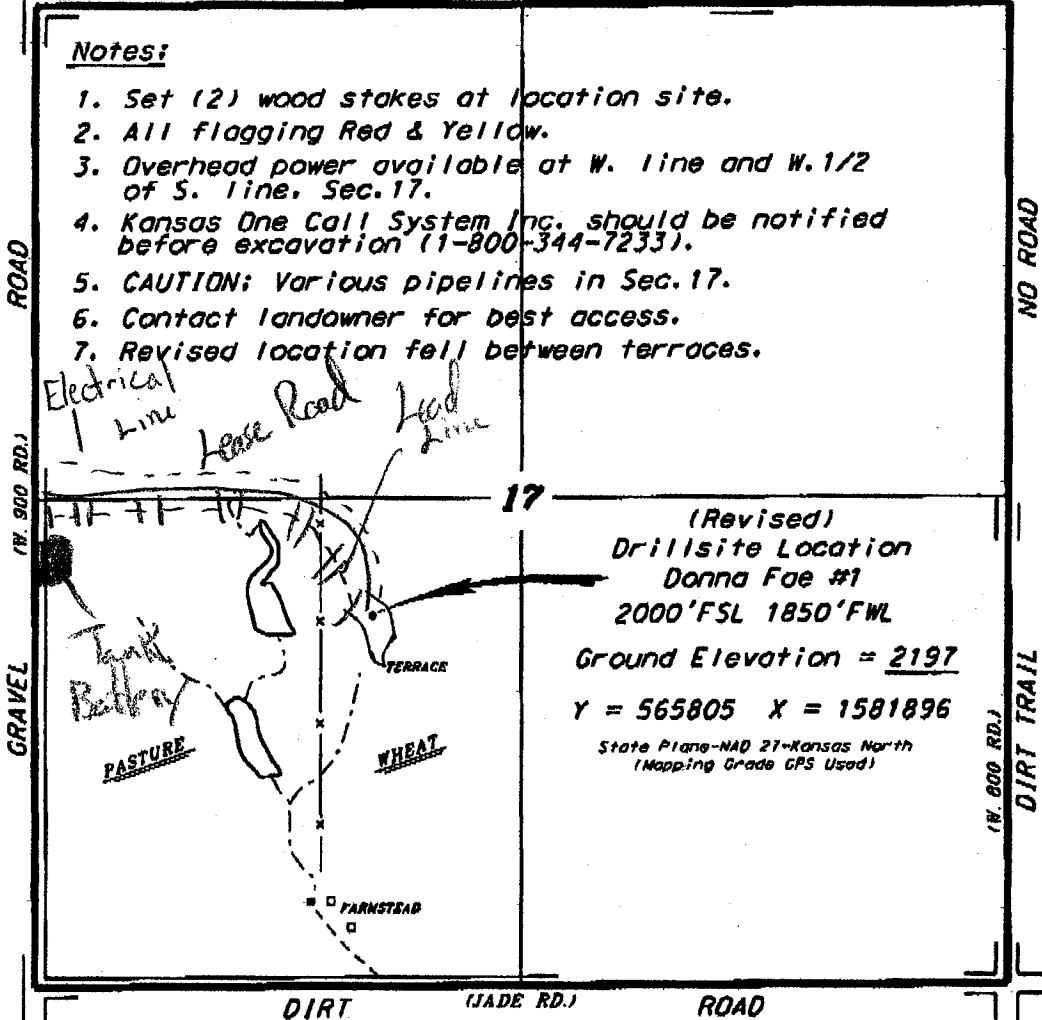 Notes:
1. Set (2) wood stakes at location site.
2. All flagging Red & Yellow.
3. Overhead power available at W. line and W. 1/2
of S. line, Sec. 17.
4. Kansas One Call System Inc. should be notified
before excavation (1-800-344-7233).
5. CAUTION: Various pipelines in Sec. 17.
6. Contact landowner for best access.
7. Revised location fell between terraces.
ROAD
(W. 900 RD.)
GRAVEL
NO ROAD
Electrical
Line
Lease Road
Lead
Line
17
(Revised)
Drillsite Location
Donna Fae #1
2000'FSL 1850'FWL
Ground Elevation = 2197
Y = 565805 X = 1581896
State Plane-NAD 27-Kansas North
(Mapping Grade GPS Used)
Tank
Battery
TERRACE
PASTURE
WHEAT
FARMSTEAD
(W. 800 RD.)
DIRT TRAIL
DIRT (JADE RD.) ROAD